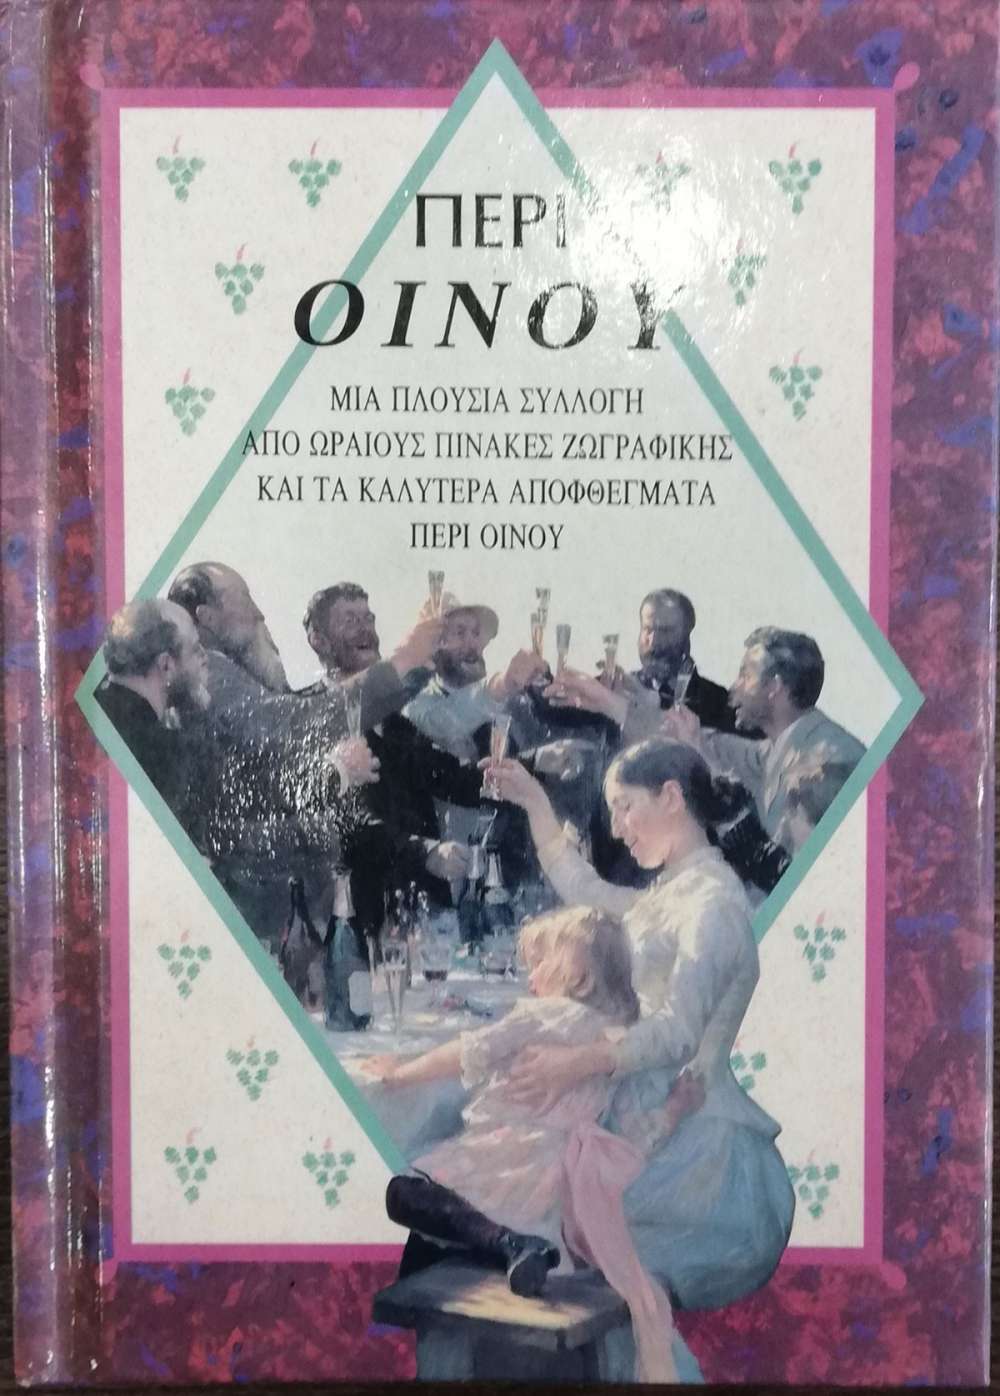 ΠΕΡΙ
ΟΙΝΟΥ
ΜΙΑ ΠΛΟΥΣΙΑ ΣΥΛΛΟΓΗ
ΑΠΟ ΩΡΑΙΟΥΣ ΠΙΝΑΚΕΣ ΖΩΓΡΑΦΙΚΗΣ
ΚΑΙ ΤΑ ΚΑΛΥΤΕΡΑ ΑΠΟΦΘΕΓΜΑΤΑ
ΠΕΡΙ ΟΙΝΟΥ